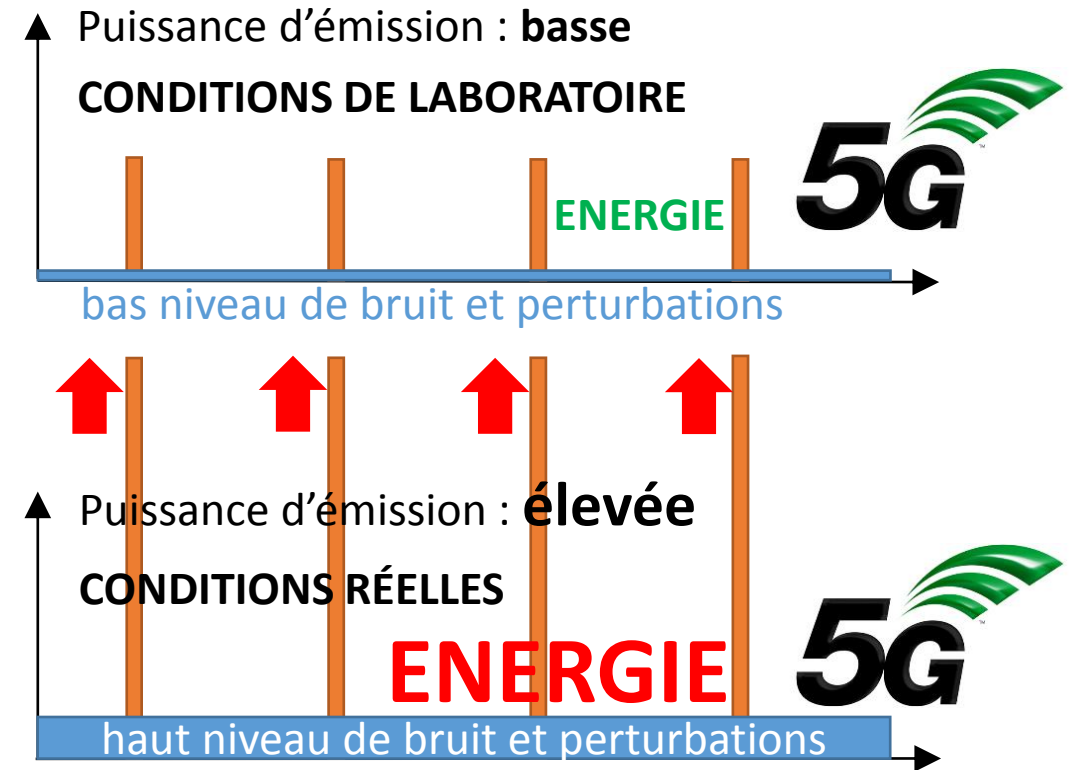 Puissance d’émission : basse
CONDITIONS DE LABORATOIRE
5G
ENERGIE
bas niveau de bruit et perturbations
Puissance d’émission : élevée
CONDITIONS RÉELLES
5G
ENERGIE
haut niveau de bruit et perturbations